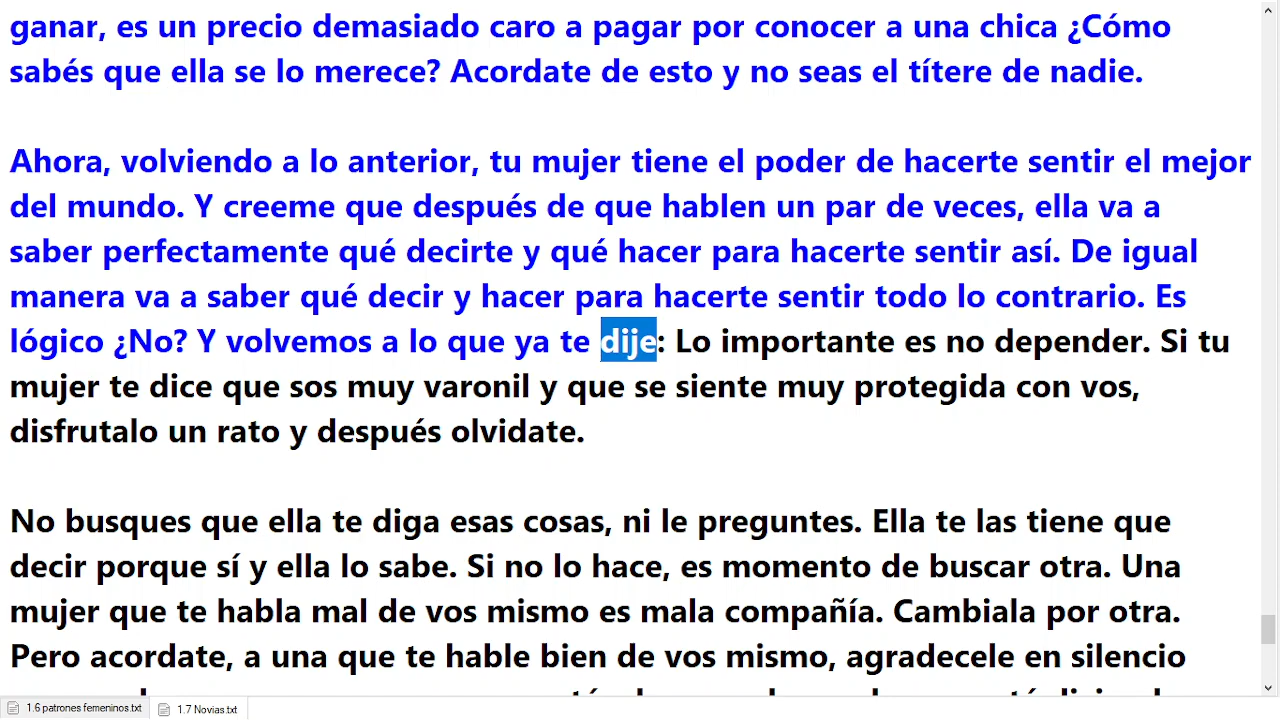 ganar, es un precio demasiado caro a pagar por conocer a una chica ¿Cómo
sabés que ella se lo merece? Acordate de esto y no seas el títere de nadie.
Ahora, volviendo a lo anterior, tu mujer tiene el poder de hacerte sentir el mejor
del mundo. Y creeme que después de que hablen un par de veces, ella va a
saber perfectamente qué decirte y qué hacer para hacerte sentir así. De igual
manera va a saber qué decir y hacer para hacerte sentir todo lo contrario. Es
lógico ¿No? Y volvemos a lo que ya te dije: Lo importante es no depender. Si tu
mujer te dice que sos muy varonil y que se siente muy protegida con vos,
disfrutalo un rato y después olvidate.
No busques que ella te diga esas cosas, ni le preguntes. Ella te las tiene que
decir porque sí y ella lo sabe. Si no lo hace, es momento de buscar otra. Una
mujer que te habla mal de vos mismo es mala compañía. Cambiala por otra.
Pero acordate, a una que te hable bien de vos mismo, agradecele en silencio
1.6 patrones femeninos.txt
1.7 Novias.txt